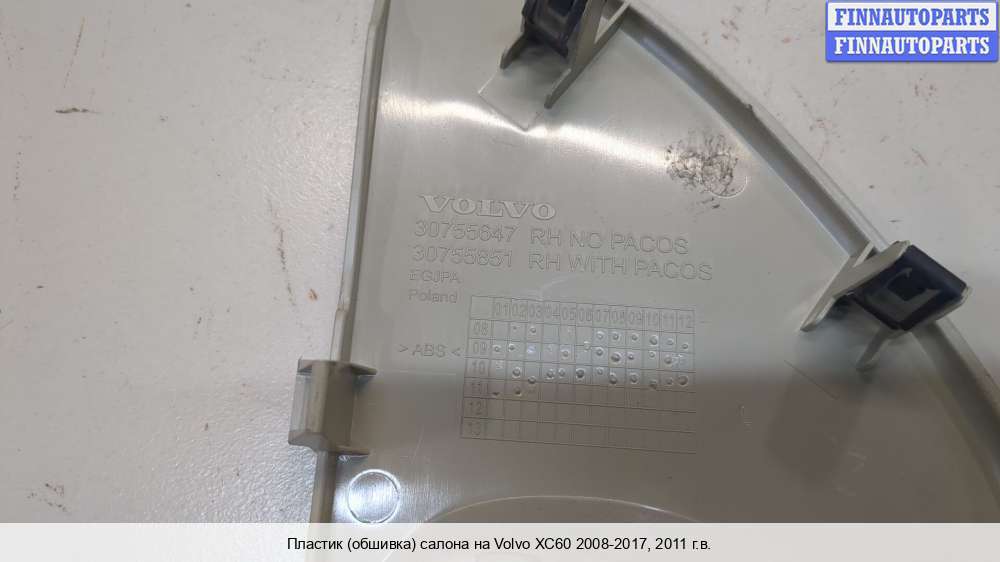 FINNAUTOPARTS
FINNAUTOPARTS
VOLVO
30755647 RH NO PACOS
30755851 RH WITH PACOS
EGJPA
Poland
01 02 03 04 05 06 07 08 09 10 11 12
08
> ABS < 09
10
11
12
13
Пластик (обшивка) салона на Volvo XC60 2008-2017, 2011 г.в.